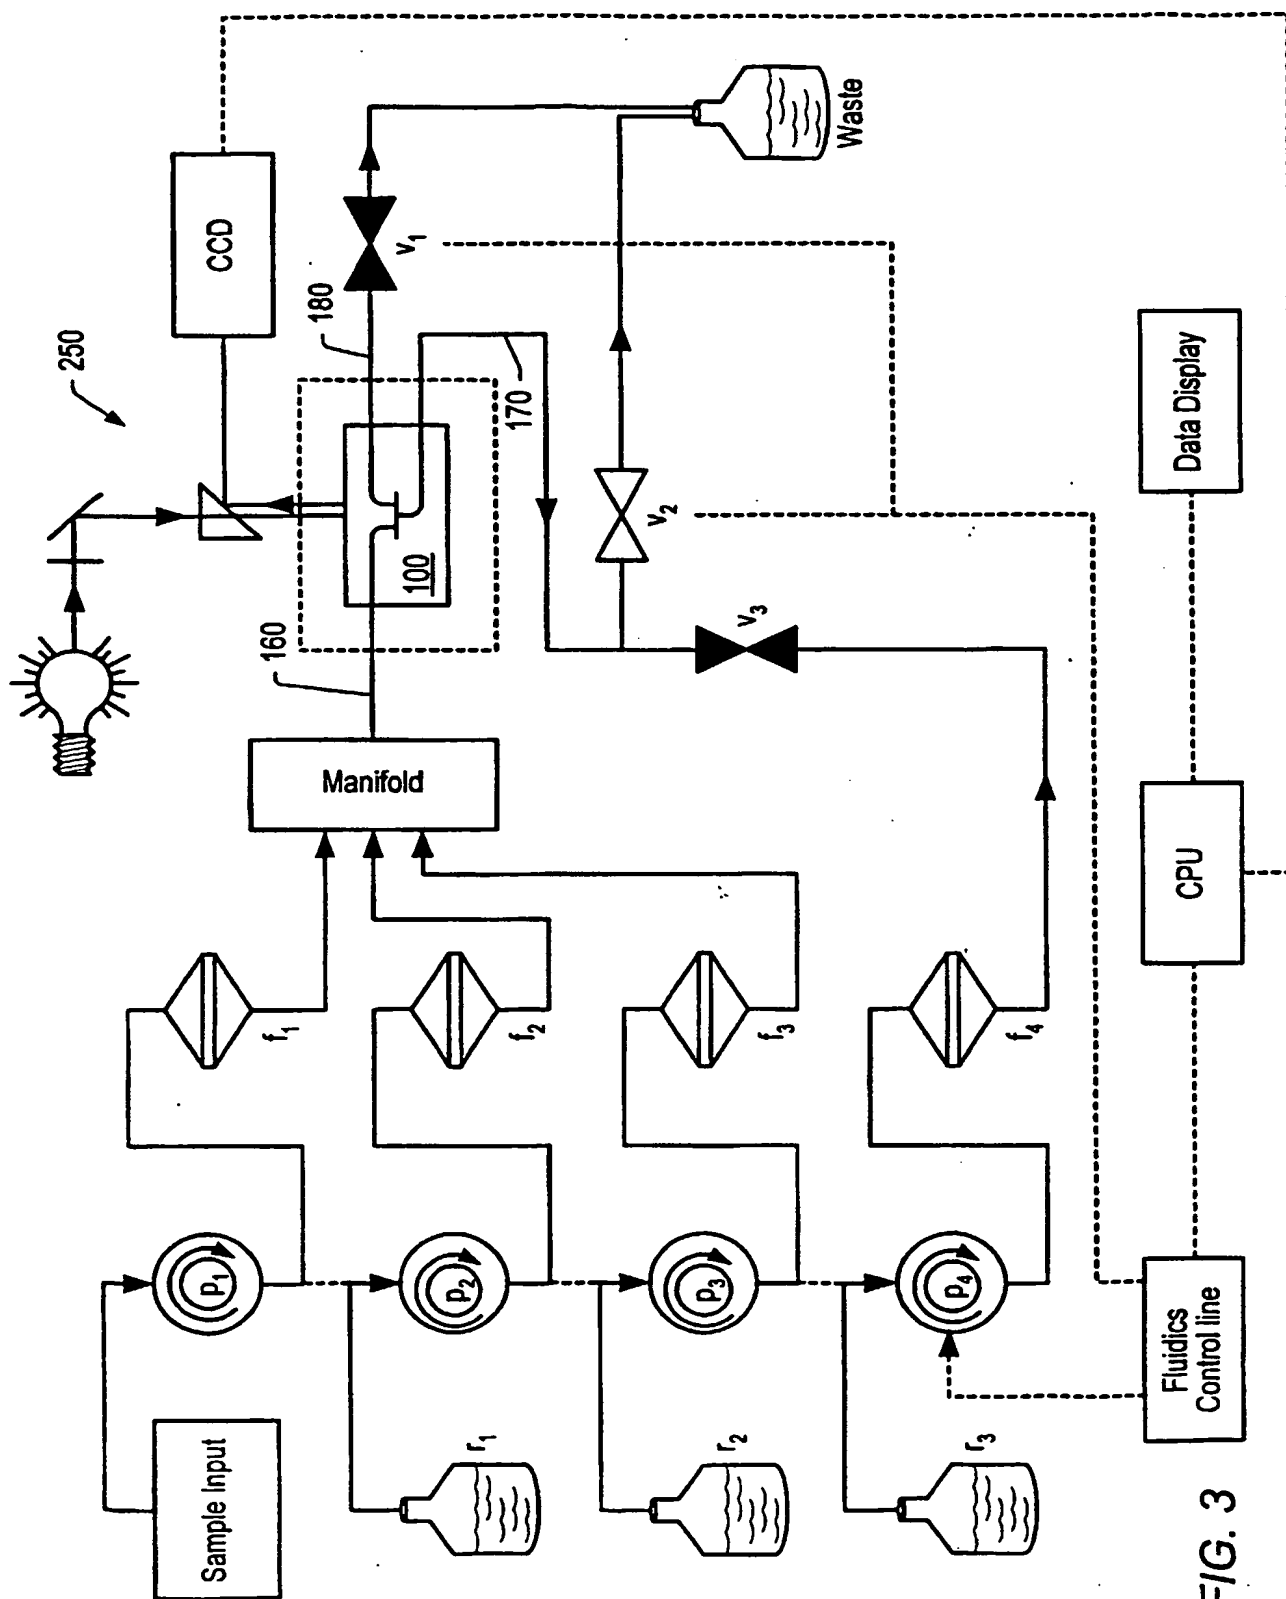 250
CCD
180
V₁
Waste
160
100
170
Manifold
V₂
V₃
f₁
f₂
f₃
f₄
p₁
p₂
p₃
p₄
Sample Input
r₁
r₂
r₃
Fluidics
Control line
CPU
Data Display
FIG. 3